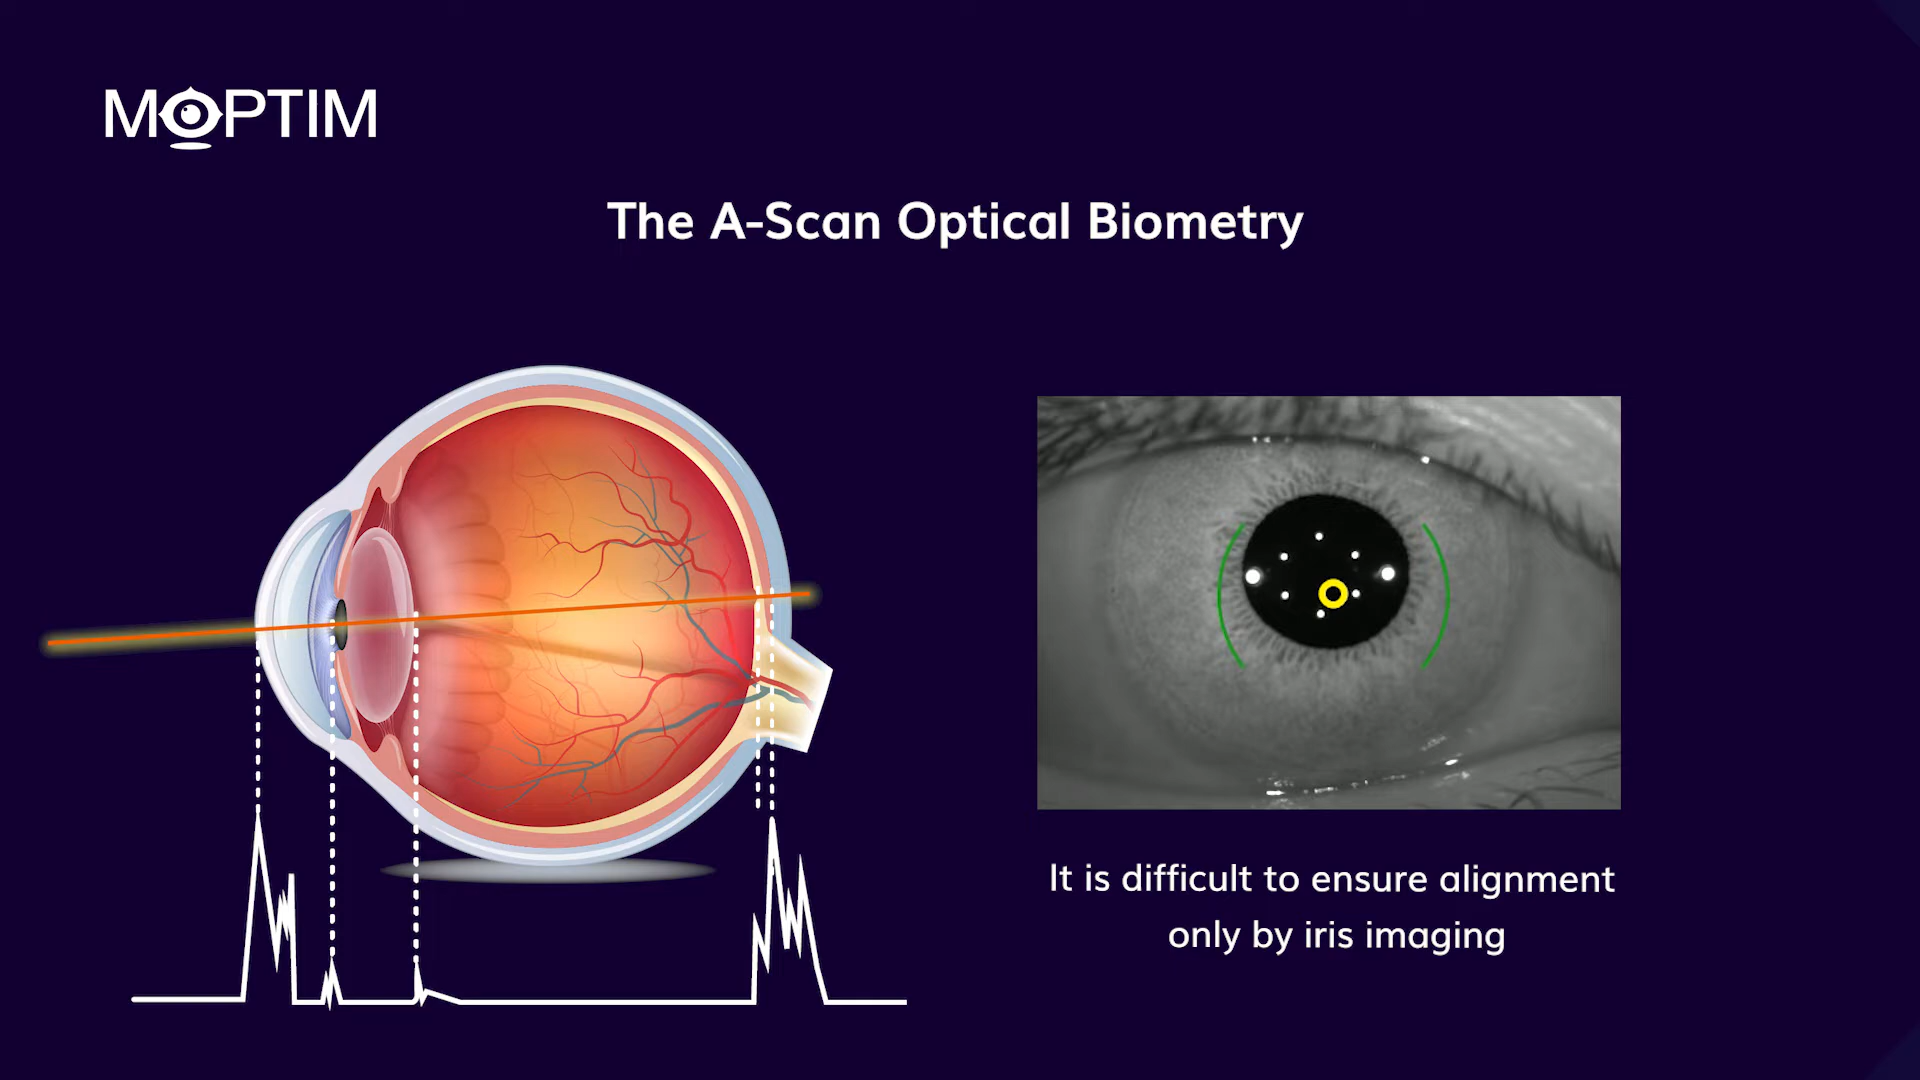 MOPTIM
The A-Scan Optical Biometry
It is difficult to ensure alignment
only by iris imaging